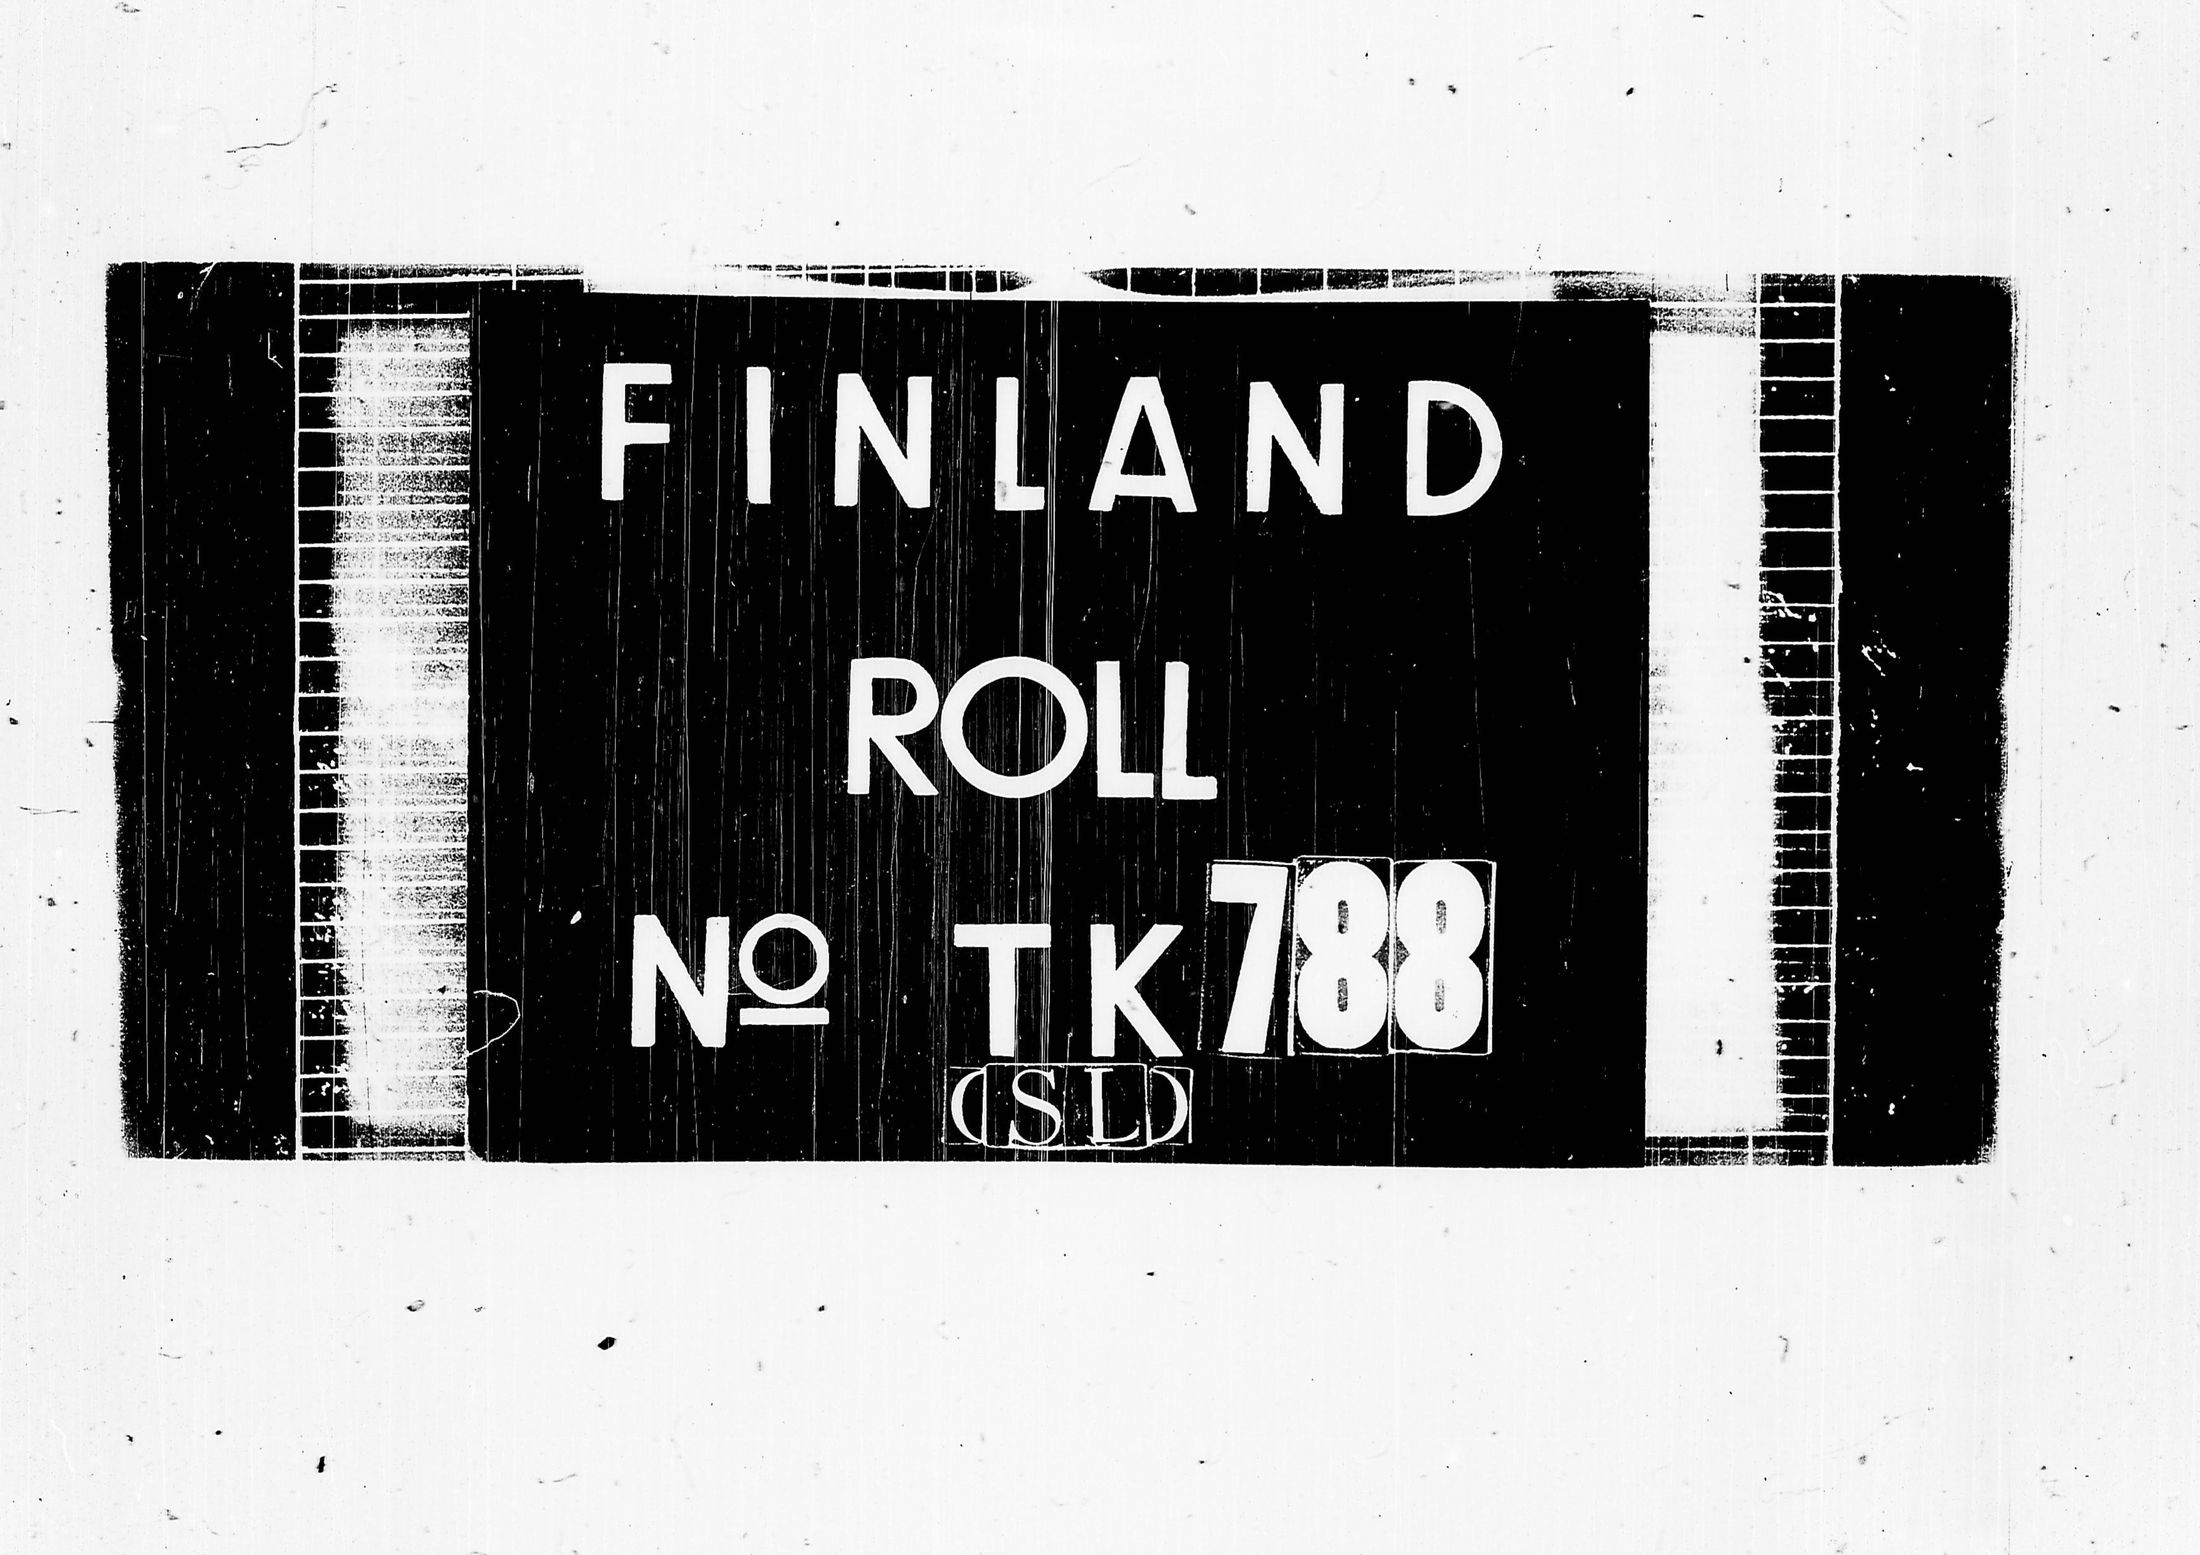 FINLAND
ROLL
Nº TK 788
(SL)